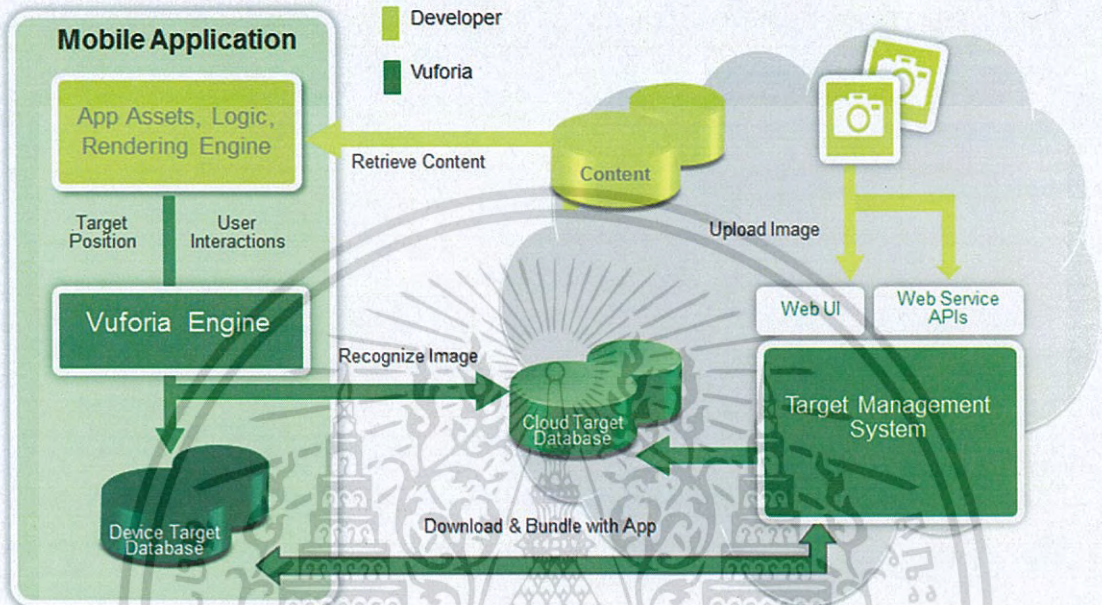 Developer
Vuforia
Mobile Application
App Assets, Logic,
Rendering Engine
Retrieve Content
Content
Target
Position
User
Interactions
Upload Image
Vuforia Engine
Web UI
Web Service
APIs
Recognize Image
Cloud Target
Database
Target Management
System
Device Target
Database
Download & Bundle with App